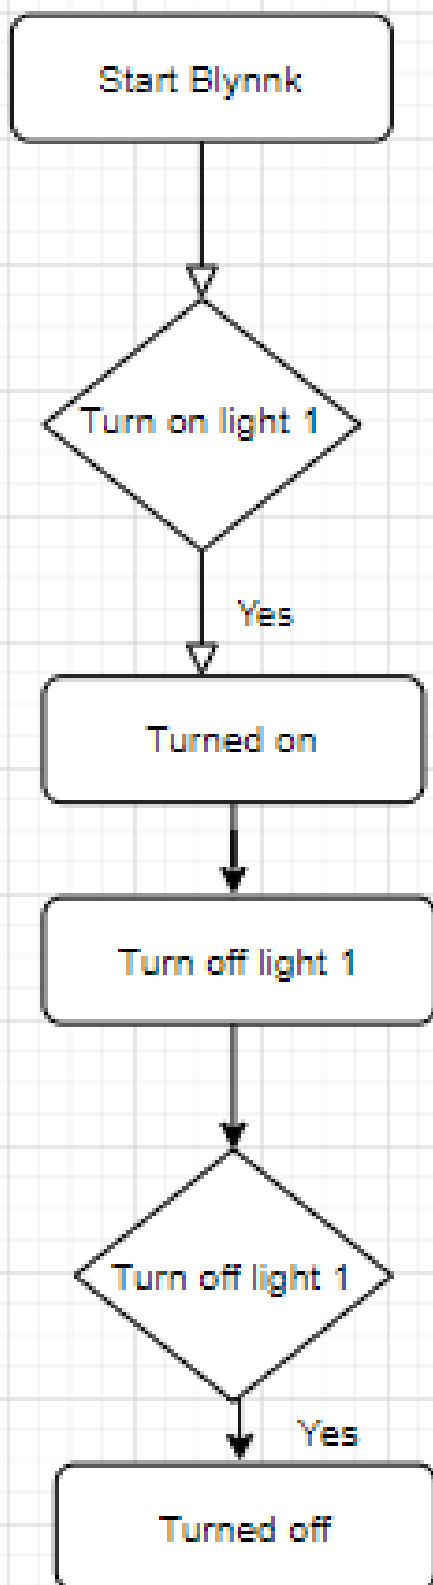 Start Blynnk
Turn on light 1
Yes
Turned on
Turn off light 1
Turn off light 1
Yes
Turned off